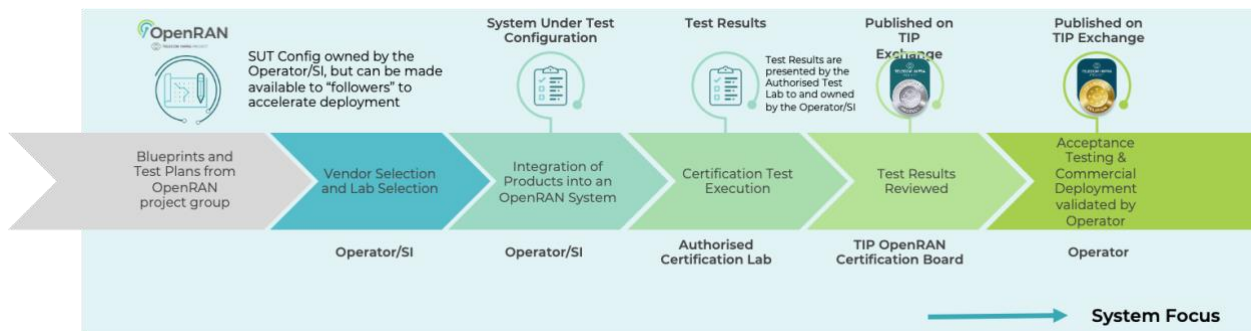 OpenRAN
TELECOM INFRA PROJECT
SUT Config owned by the
Operator/SI, but can be made
available to “followers” to
accelerate deployment
System Under Test
Configuration
Test Results
Test Results are
presented by the
Authorised Test
Lab to and owned
by the Operator/SI
Published on
TIP
Exchange
Published on
TIP Exchange
Blueprints and
Test Plans from
OpenRAN
project group
Vendor Selection
and Lab Selection
Integration of
Products into an
OpenRAN System
Certification Test
Execution
Test Results
Reviewed
Acceptance
Testing &
Commercial
Deployment
validated by
Operator
Operator/SI
Operator/SI
Authorised
Certification Lab
TIP OpenRAN
Certification Board
Operator
System Focus